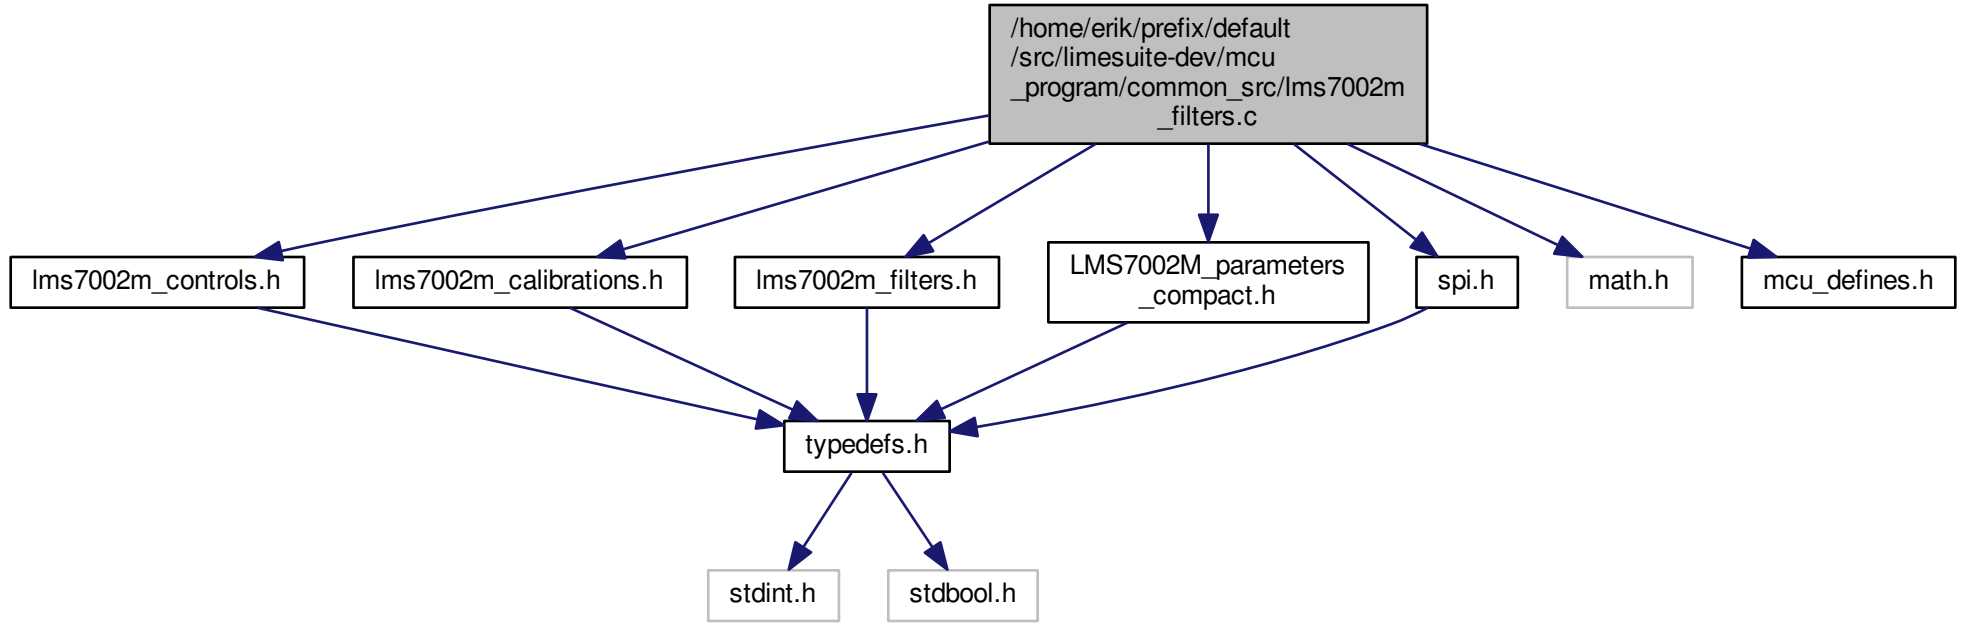 /home/erik/prefix/default
/src/limesuite-dev/mcu
_program/common_src/lms7002m
_filters.c
lms7002m_controls.h
lms7002m_calibrations.h
lms7002m_filters.h
LMS7002M_parameters
_compact.h
spi.h
math.h
mcu_defines.h
typedefs.h
stdint.h
stdbool.h